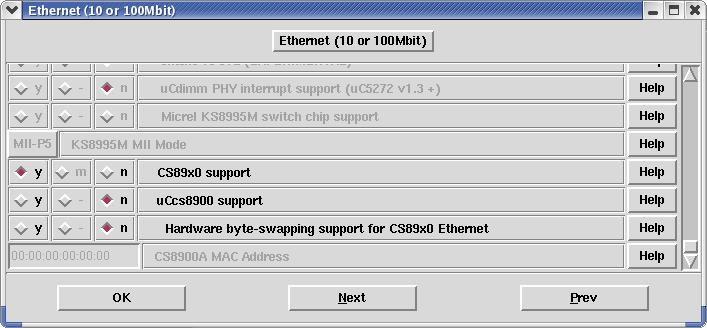 Ethernet (10 or 100Mbit)
Ethernet (10 or 100Mbit)
Help
y - n uCdimm PHY interrupt support (uC5272 v1.3 +) Help
y - n Micrel KS8995M switch chip support Help
MII-P5 KS8995M MII Mode Help
y m n CS89x0 support Help
y - n uCcs8900 support Help
y - n Hardware byte-swapping support for CS89x0 Ethernet Help
00:00:00:00:00:00 CS8900A MAC Address Help
OK Next Prev